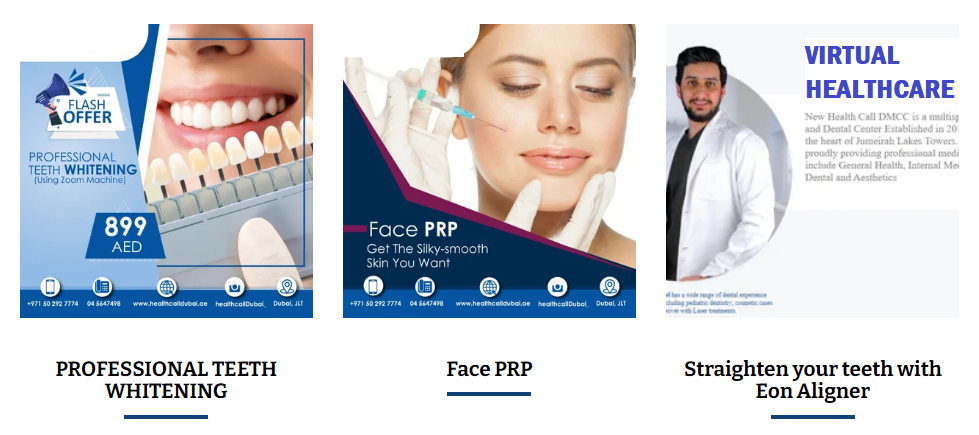 FLASH
OFFER
PROFESSIONAL
TEETH WHITENING
(Using Zoom Machine)
899
AED
+971 50 292 7774 04 5647498 www.healthcalldubai.ae healthcallDubai_ Dubai, JLT
PROFESSIONAL TEETH
WHITENING
Face PRP
Get The Silky-smooth
Skin You Want
+971 50 292 7774 04 5647498 www.healthcalldubai.ae healthcallDubai_ Dubai, JLT
Face PRP
VIRTUAL
HEALTHCARE
New Health Call DMCC is a multisp
and Dental Center Established in 20
the heart of Jumeirah Lakes Towers.
proudly providing professional medi
include General Health, Internal Me
Dental and Aesthetics
has a wide range of dental experience
cluding pediatric dentistry, cosmetic cases
over with Laser treatments.
Straighten your teeth with
Eon Aligner